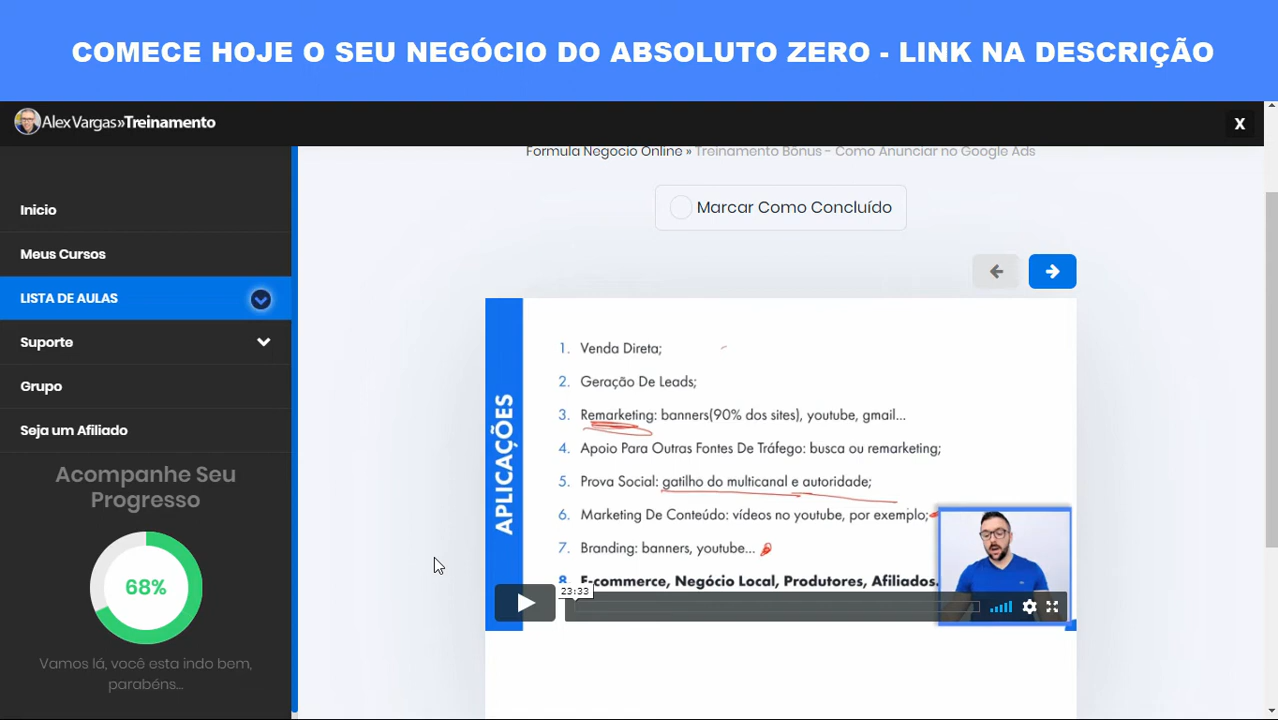 COMECE HOJE O SEU NEGÓCIO DO ABSOLUTO ZERO - LINK NA DESCRIÇÃO
Alex Vargas»Treinamento
X
Formula Negocio Online » Treinamento Bônus - Como Anunciar no Google Ads
Marcar Como Concluído
Inicio
Meus Cursos
LISTA DE AULAS
Suporte
Grupo
Seja um Afiliado
Acompanhe Seu
Progresso
68%
Vamos lá, você esta indo bem,
parabéns...
APLICAÇÕES
1. Venda Direta;
2. Geração De Leads;
3. Remarketing: banners(90% dos sites), youtube, gmail...
4. Apoio Para Outras Fontes De Tráfego: busca ou remarketing;
5. Prova Social: gatilho do multicanal e autoridade;
6. Marketing De Conteúdo: vídeos no youtube, por exemplo;
7. Branding: banners, youtube...
8. E-commerce, Negócio Local, Produtores, Afiliados.
23:33